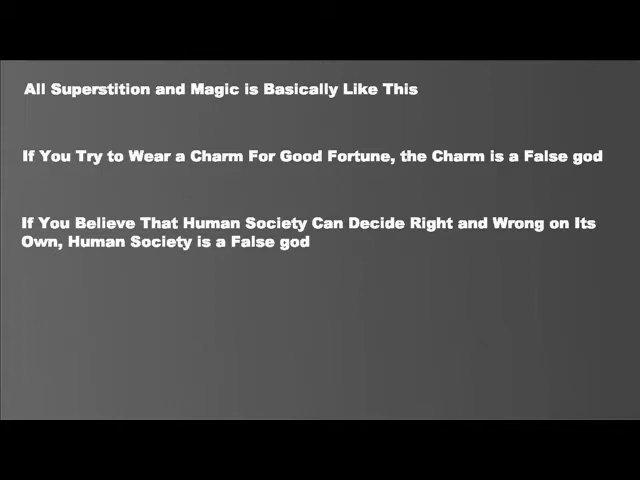 All Superstition and Magic is Basically Like This
If You Try to Wear a Charm For Good Fortune, the Charm is a False god
If You Believe That Human Society Can Decide Right and Wrong on Its
Own, Human Society is a False god